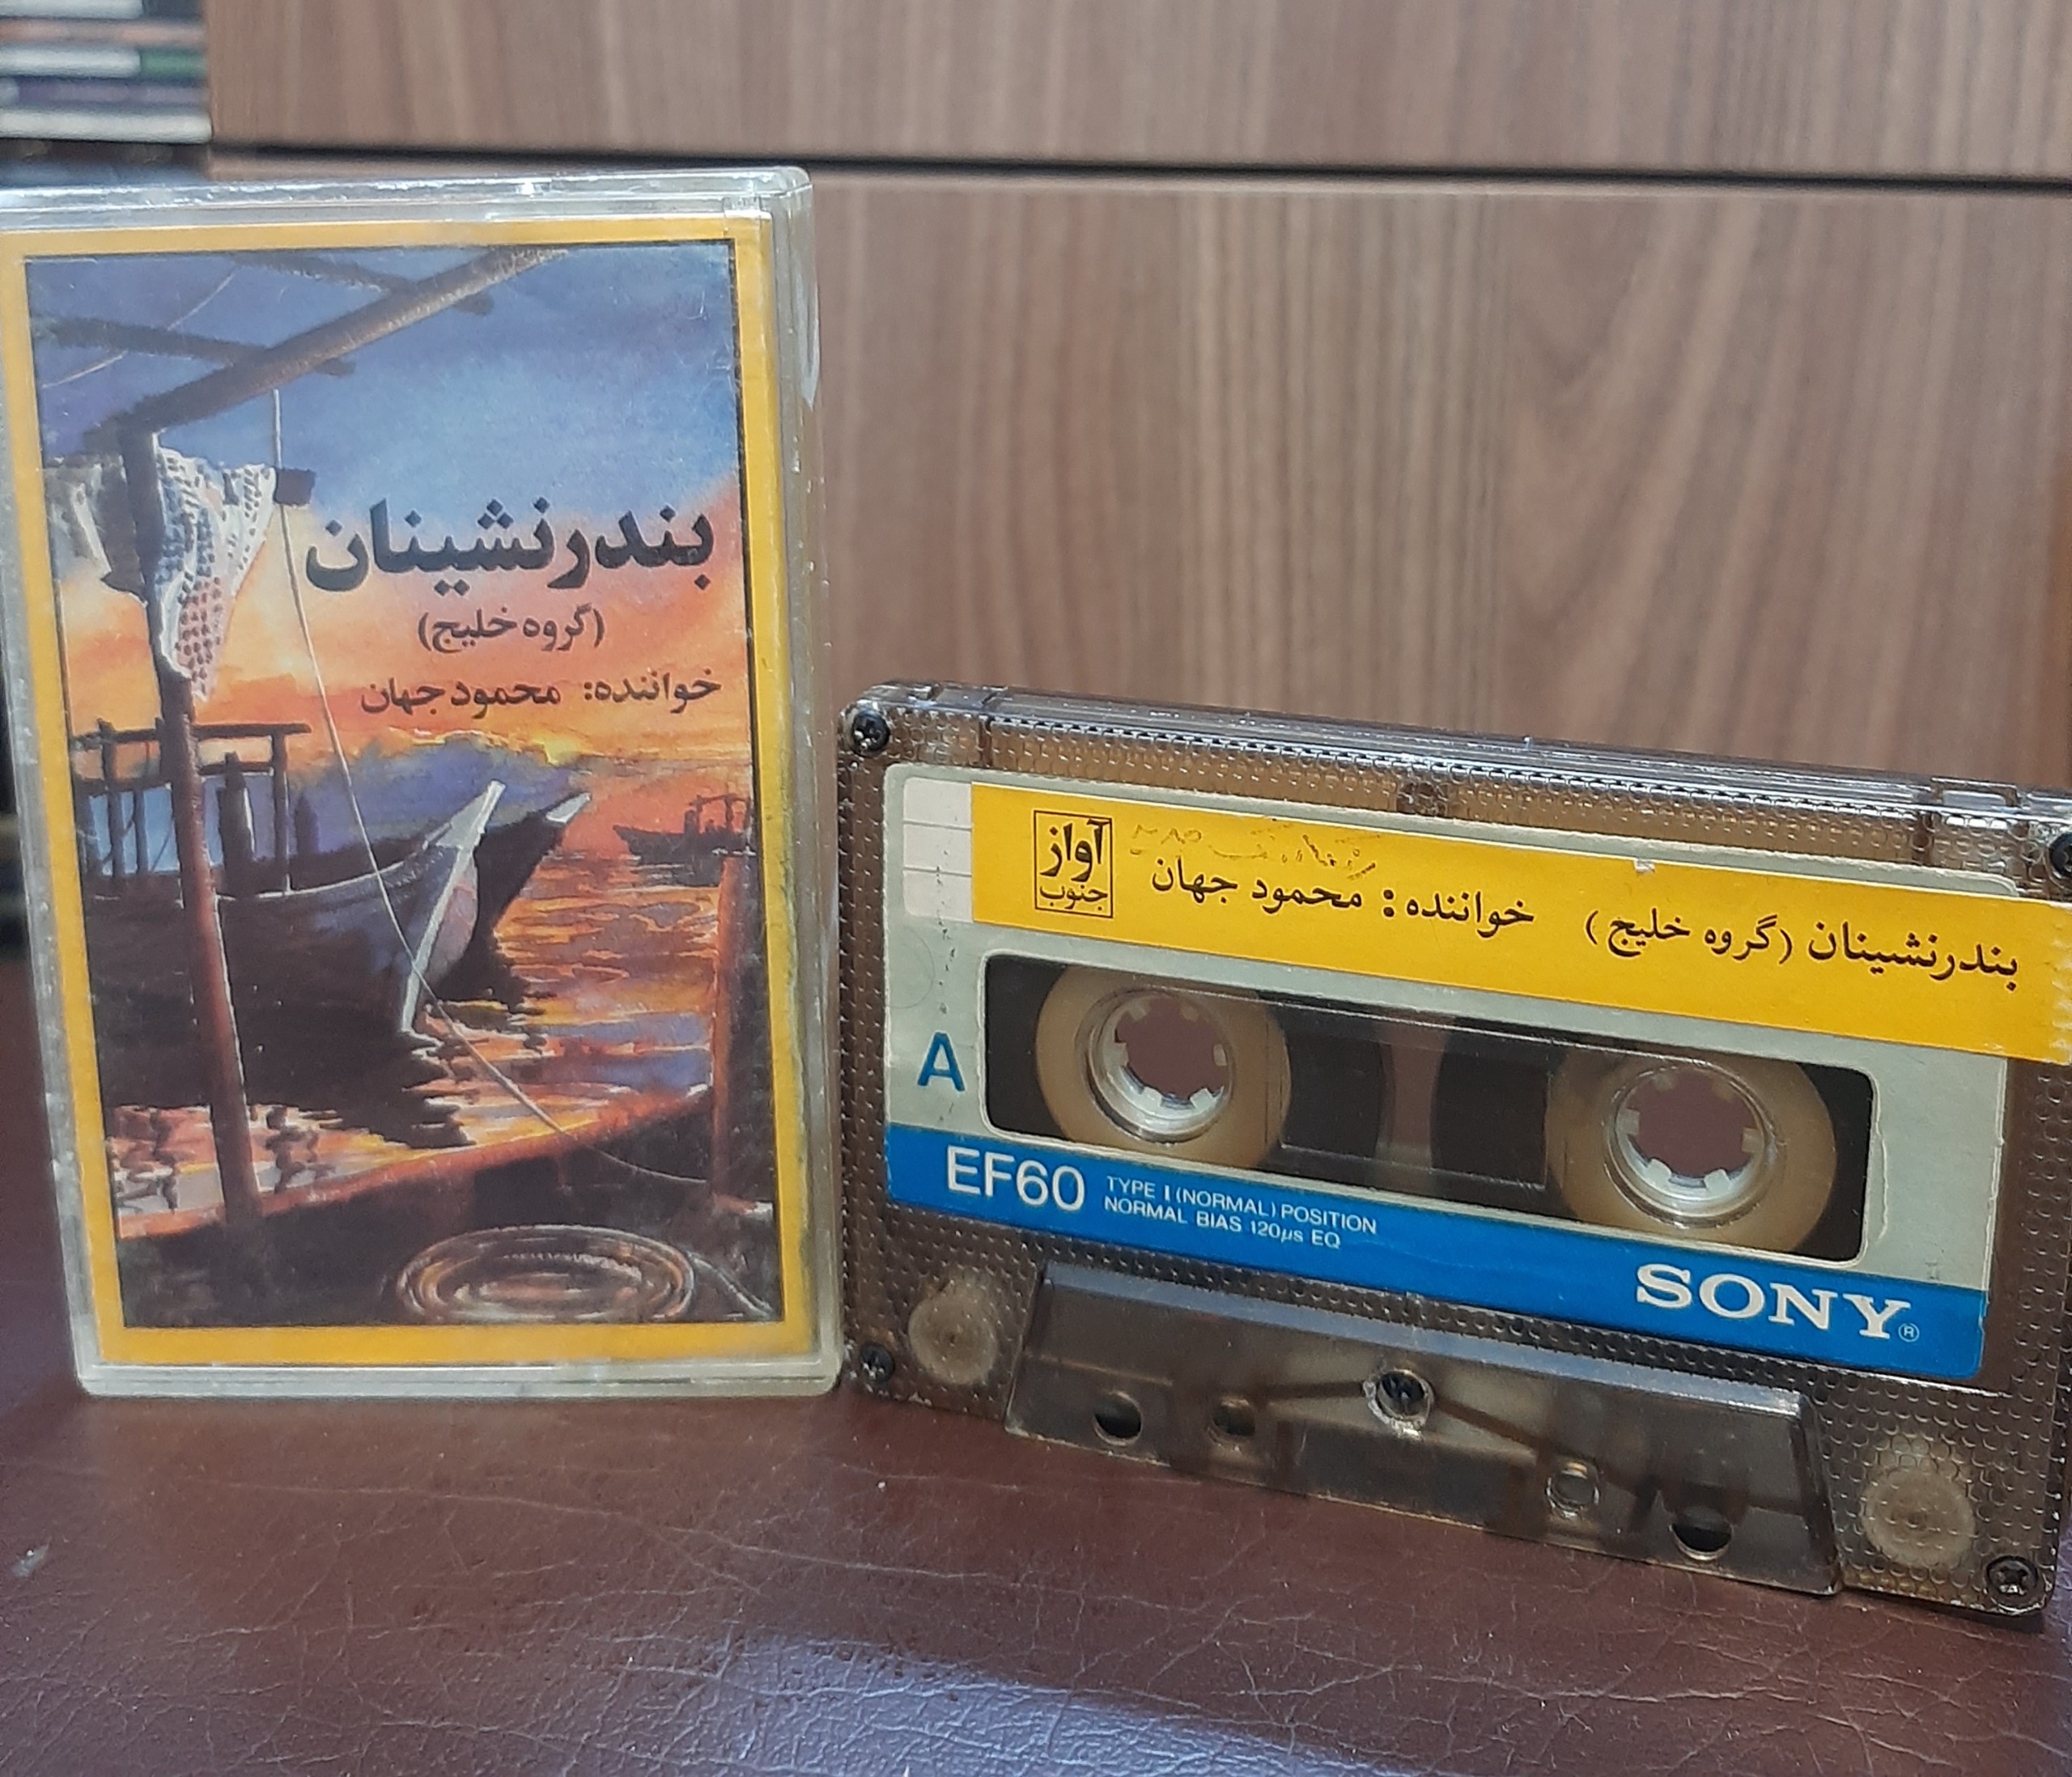 بندرنشینان
(گروه خلیج)
خواننده: محمود جهان
آواز
جنوب
بندرنشینان (گروه خلیج) خواننده: محمود جهان
A
EF60
TYPE I (NORMAL) POSITION
NORMAL BIAS 120µs EQ
SONY®